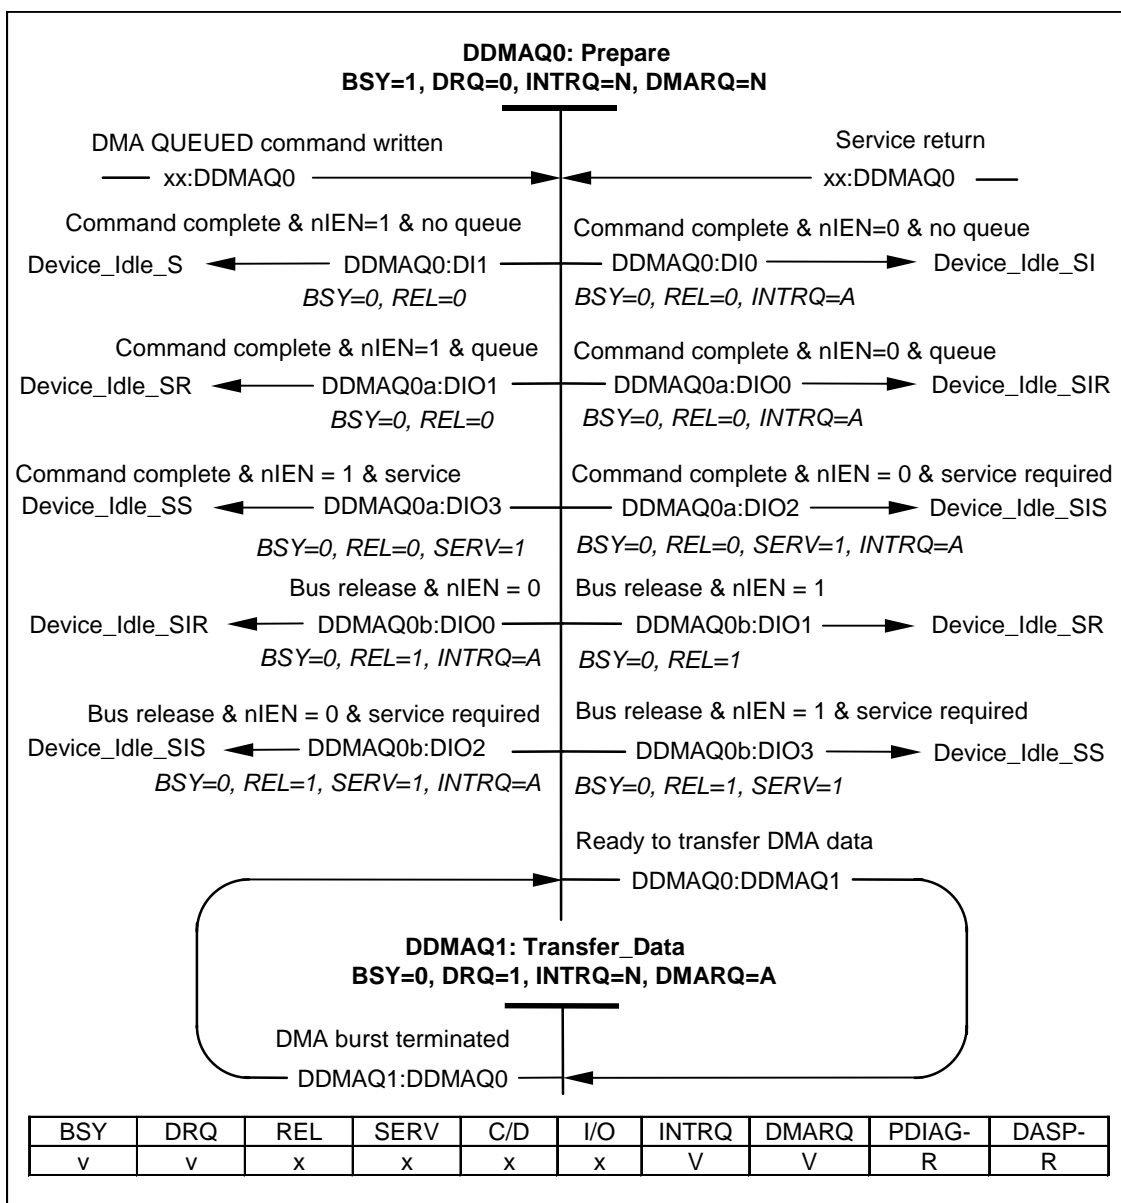 DDMAQ0: Prepare
BSY=1, DRQ=0, INTRQ=N, DMARQ=N
DMA QUEUED command written
Service return
xx:DDMAQ0
xx:DDMAQ0
Command complete & nIEN=1 & no queue
Command complete & nIEN=0 & no queue
Device_Idle_S
DDMAQ0:DI1
DDMAQ0:DI0
Device_Idle_SI
BSY=0, REL=0
BSY=0, REL=0, INTRQ=A
Command complete & nIEN=1 & queue
Command complete & nIEN=0 & queue
Device_Idle_SR
DDMAQ0a:DIO1
DDMAQ0a:DIO0
Device_Idle_SIR
BSY=0, REL=0
BSY=0, REL=0, INTRQ=A
Command complete & nIEN = 1 & service
Command complete & nIEN = 0 & service required
Device_Idle_SS
DDMAQ0a:DIO3
DDMAQ0a:DIO2
Device_Idle_SIS
BSY=0, REL=0, SERV=1
BSY=0, REL=0, SERV=1, INTRQ=A
Bus release & nIEN = 0
Bus release & nIEN = 1
Device_Idle_SIR
DDMAQ0b:DIO0
DDMAQ0b:DIO1
Device_Idle_SR
BSY=0, REL=1, INTRQ=A
BSY=0, REL=1
Bus release & nIEN = 0 & service required
Bus release & nIEN = 1 & service required
Device_Idle_SIS
DDMAQ0b:DIO2
DDMAQ0b:DIO3
Device_Idle_SS
BSY=0, REL=1, SERV=1, INTRQ=A
BSY=0, REL=1, SERV=1
Ready to transfer DMA data
DDMAQ0:DDMAQ1
DDMAQ1: Transfer_Data
BSY=0, DRQ=1, INTRQ=N, DMARQ=A
DMA burst terminated
DDMAQ1:DDMAQ0
BSY DRQ REL SERV C/D I/O INTRQ DMARQ PDIAG- DASP-
v v x x x x V V R R